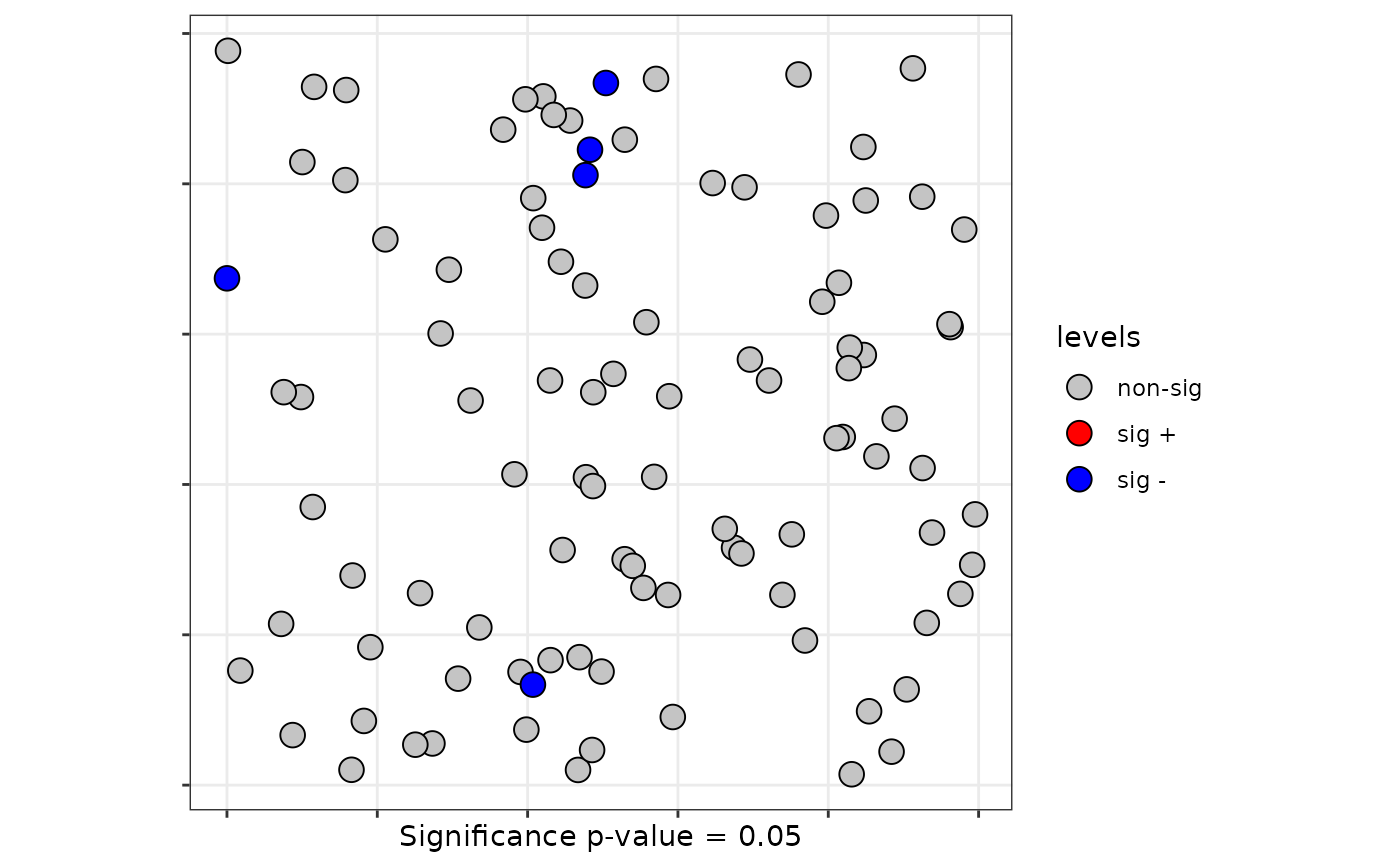 levels
non-sig
sig +
sig -
Significance p-value = 0.05